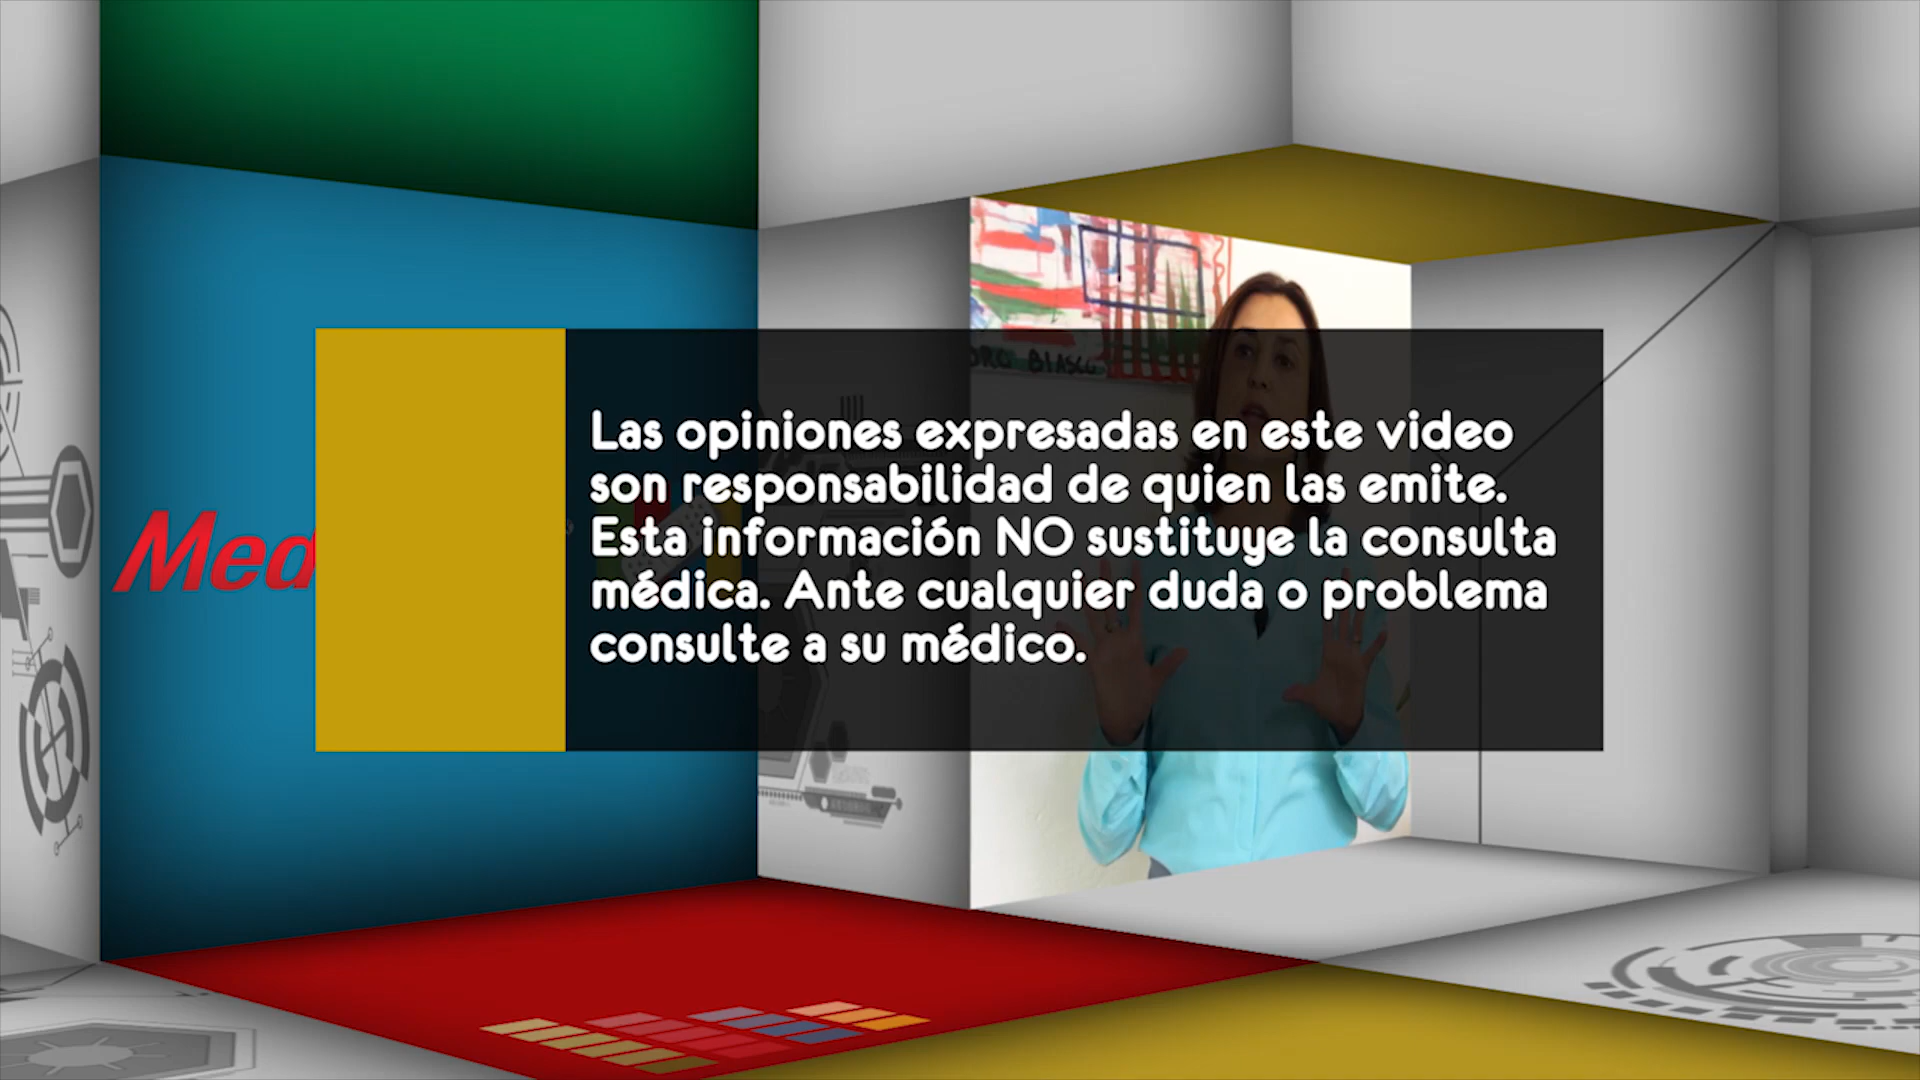 Las opiniones expresadas en este video
son responsabilidad de quien las emite.
Esta información NO sustituye la consulta
médica. Ante cualquier duda o problema
consulte a su médico.
Med
BIASCO